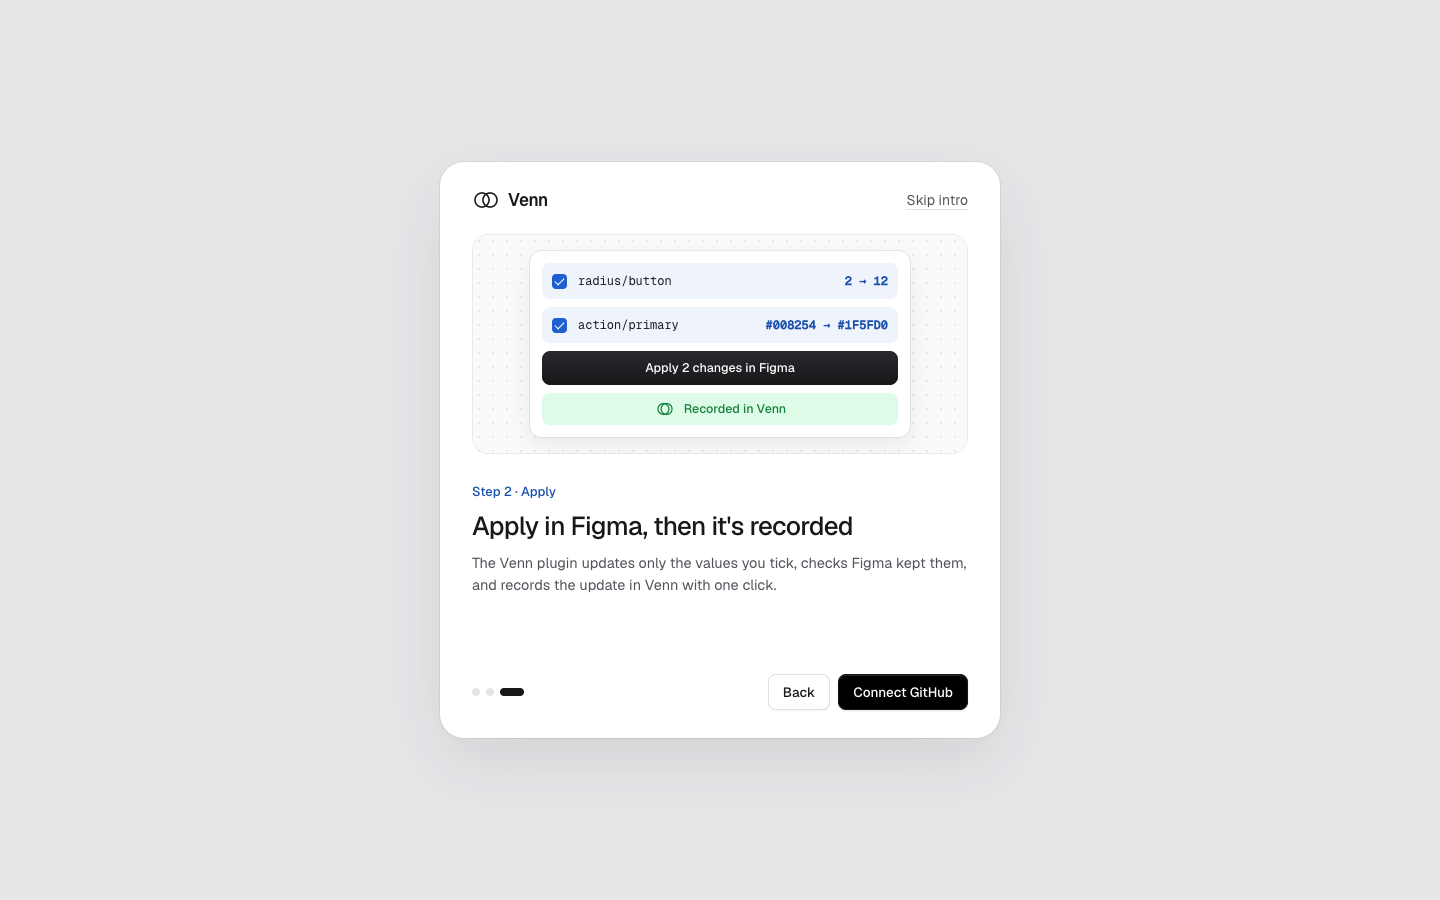 Venn
Skip intro
radius/button 2 → 12
action/primary #008254 → #1F5FD0
Apply 2 changes in Figma
Recorded in Venn
Step 2 · Apply
Apply in Figma, then it's recorded
The Venn plugin updates only the values you tick, checks Figma kept them,
and records the update in Venn with one click.
Back
Connect GitHub